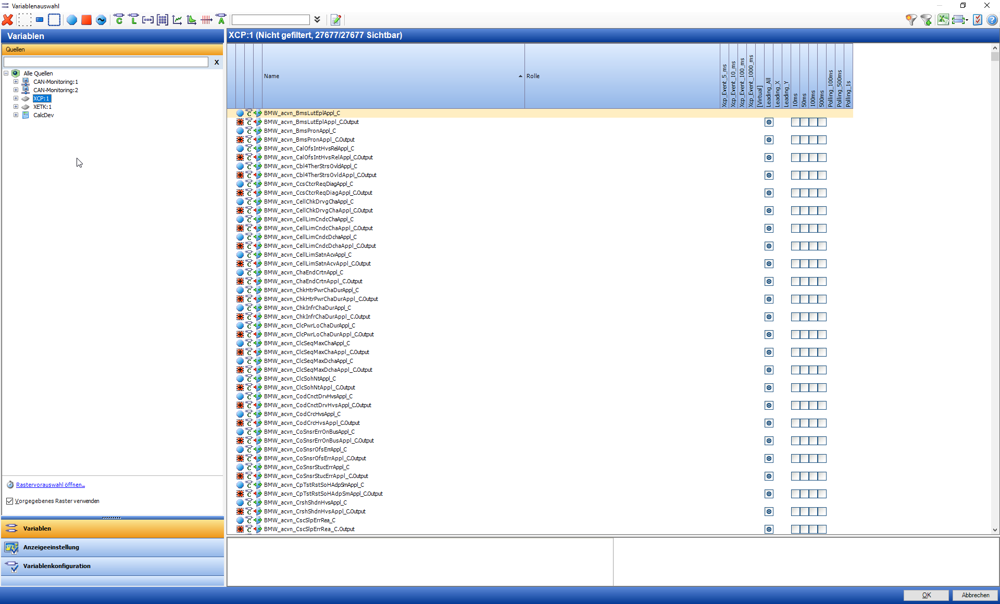 Variablenauswahl
Variablen
Quellen
X
Alle Quellen
CAN-Monitoring:1
CAN-Monitoring:2
XCP:1
XETK:1
CalcDev
Rastervorauswahl öffnen...
Vorgegebenes Raster verwenden
Variablen
Anzeigeeinstellung
Variablenkonfiguration
XCP:1 (Nicht gefiltert, 27677/27677 Sichtbar)
Name
Rolle
Xcp_Event_5_ms
Xcp_Event_10_ms
Xcp_Event_100_ms
Xcp_Event_1000_ms
[Virtual]
Leading_All
Leading_X
Leading_Y
10ms
50ms
100ms
500ms
Polling_100ms
Polling_500ms
Polling_1s
BMW_acvn_BmsLutEplAppl_C
BMW_acvn_BmsLutEplAppl_C.Output
BMW_acvn_BmsPronAppl_C
BMW_acvn_BmsPronAppl_C.Output
BMW_acvn_CalOfsIntHvsRelAppl_C
BMW_acvn_CalOfsIntHvsRelAppl_C.Output
BMW_acvn_Cbl4TherStrsOvldAppl_C
BMW_acvn_Cbl4TherStrsOvldAppl_C.Output
BMW_acvn_CcsCtcrReqDiagAppl_C
BMW_acvn_CcsCtcrReqDiagAppl_C.Output
BMW_acvn_CellChkDrvgChaAppl_C
BMW_acvn_CellChkDrvgChaAppl_C.Output
BMW_acvn_CellLimCndcChaAppl_C
BMW_acvn_CellLimCndcChaAppl_C.Output
BMW_acvn_CellLimCndcDchaAppl_C
BMW_acvn_CellLimCndcDchaAppl_C.Output
BMW_acvn_CellLimSatnAcvAppl_C
BMW_acvn_CellLimSatnAcvAppl_C.Output
BMW_acvn_ChaEndCrtnAppl_C
BMW_acvn_ChaEndCrtnAppl_C.Output
BMW_acvn_ChkHtrPwrChaDurAppl_C
BMW_acvn_ChkHtrPwrChaDurAppl_C.Output
BMW_acvn_ChkInfrChaDurAppl_C
BMW_acvn_ChkInfrChaDurAppl_C.Output
BMW_acvn_ClcPwrLoChaDurAppl_C
BMW_acvn_ClcPwrLoChaDurAppl_C.Output
BMW_acvn_ClcSeqMaxChaAppl_C
BMW_acvn_ClcSeqMaxChaAppl_C.Output
BMW_acvn_ClcSeqMaxDchaAppl_C
BMW_acvn_ClcSeqMaxDchaAppl_C.Output
BMW_acvn_ClcSohNtAppl_C
BMW_acvn_ClcSohNtAppl_C.Output
BMW_acvn_CodCnctDrvHvsAppl_C
BMW_acvn_CodCnctDrvHvsAppl_C.Output
BMW_acvn_CodCrcHvsAppl_C
BMW_acvn_CodCrcHvsAppl_C.Output
BMW_acvn_CoSnsrErrOnBusAppl_C
BMW_acvn_CoSnsrErrOnBusAppl_C.Output
BMW_acvn_CoSnsrOfsErrAppl_C
BMW_acvn_CoSnsrOfsErrAppl_C.Output
BMW_acvn_CoSnsrStucErrAppl_C
BMW_acvn_CoSnsrStucErrAppl_C.Output
BMW_acvn_CpTstRstSoHAdpSmAppl_C
BMW_acvn_CpTstRstSoHAdpSmAppl_C.Output
BMW_acvn_CrshShdnHvsAppl_C
BMW_acvn_CrshShdnHvsAppl_C.Output
BMW_acvn_CscSlpErrRea_C
BMW_acvn_CscSlpErrRea_C.Output
OK
Abbrechen